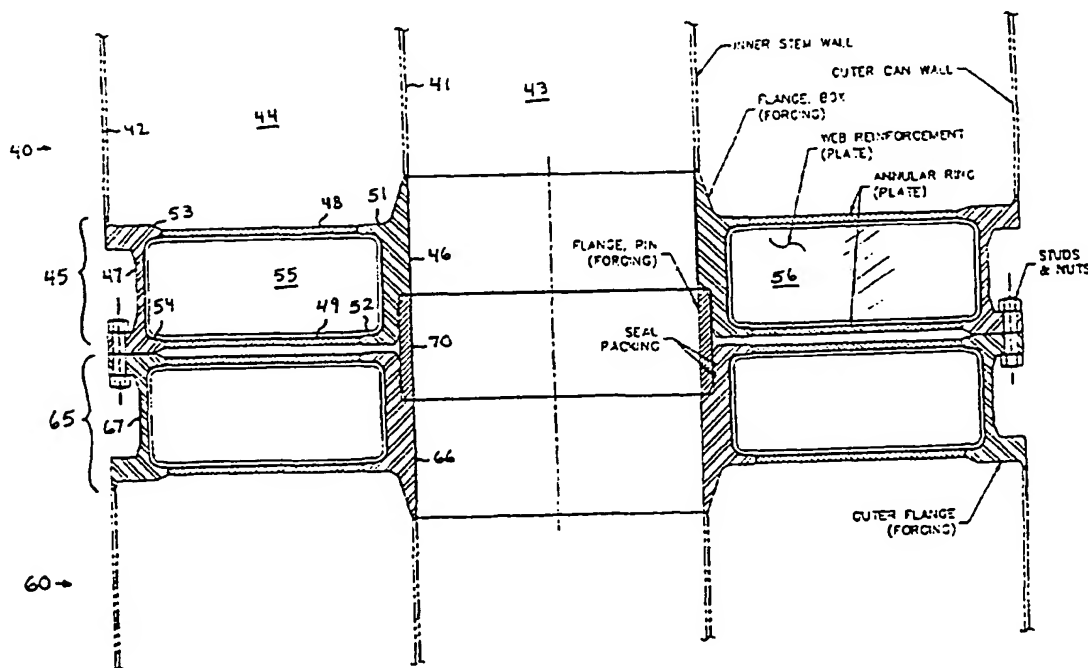 INNER STEM WALL
OUTER CAN WALL
41
43
42
44
FLANGE, BOX
(FORGING)
40
WEB REINFORCEMENT
(PLATE)
ANNULAR RING
(PLATE)
53
48
51
45
47
46
FLANGE, PIN
(FORGING)
55
56
STUDS
& NUTS
54
49
52
SEAL
PACKING
70
65
67
66
OUTER FLANGE
(FORGING)
60